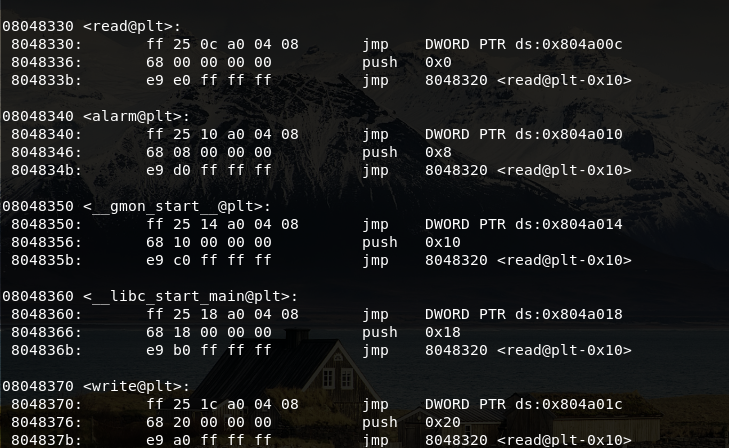 08048330 <read@plt>:
 8048330:	ff 25 0c a0 04 08	jmp    DWORD PTR ds:0x804a00c
 8048336:	68 00 00 00 00	push   0x0
 804833b:	e9 e0 ff ff ff	jmp    8048320 <read@plt-0x10>
08048340 <alarm@plt>:
 8048340:	ff 25 10 a0 04 08	jmp    DWORD PTR ds:0x804a010
 8048346:	68 08 00 00 00	push   0x8
 804834b:	e9 d0 ff ff ff	jmp    8048320 <read@plt-0x10>
08048350 <__gmon_start__@plt>:
 8048350:	ff 25 14 a0 04 08	jmp    DWORD PTR ds:0x804a014
 8048356:	68 10 00 00 00	push   0x10
 804835b:	e9 c0 ff ff ff	jmp    8048320 <read@plt-0x10>
08048360 <__libc_start_main@plt>:
 8048360:	ff 25 18 a0 04 08	jmp    DWORD PTR ds:0x804a018
 8048366:	68 18 00 00 00	push   0x18
 804836b:	e9 b0 ff ff ff	jmp    8048320 <read@plt-0x10>
08048370 <write@plt>:
 8048370:	ff 25 1c a0 04 08	jmp    DWORD PTR ds:0x804a01c
 8048376:	68 20 00 00 00	push   0x20
 804837b:	e9 a0 ff ff ff	jmp    8048320 <read@plt-0x10>